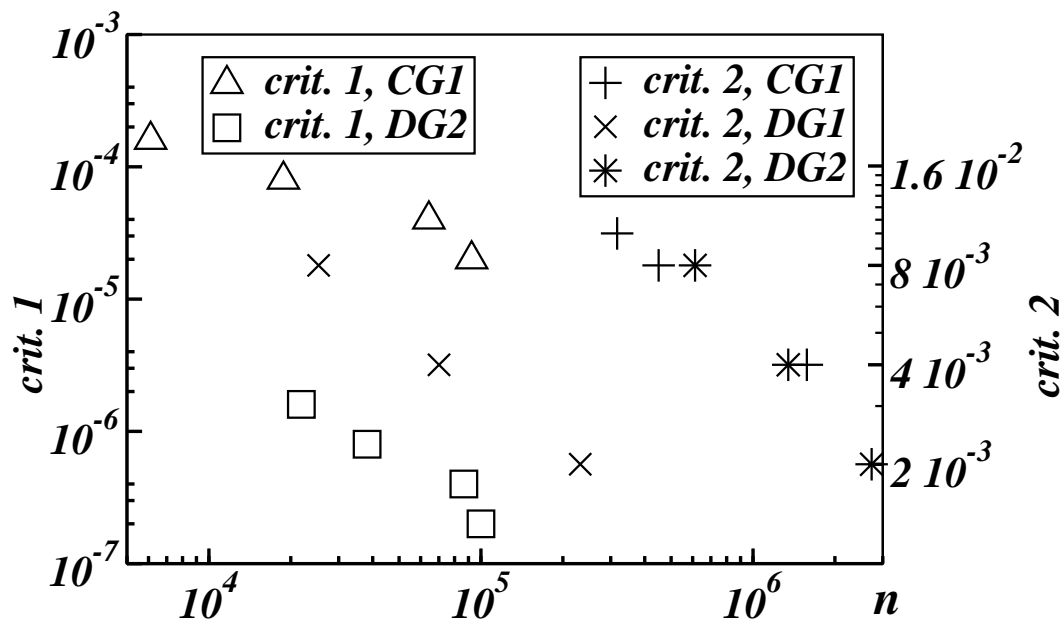 10^-3
10^-4
10^-5
10^-6
10^-7
crit. 1
crit. 1, CG1
crit. 1, DG2
crit. 2, CG1
crit. 2, DG1
crit. 2, DG2
1.6 10^-2
8 10^-3
4 10^-3
2 10^-3
crit. 2
10^4
10^5
10^6
n